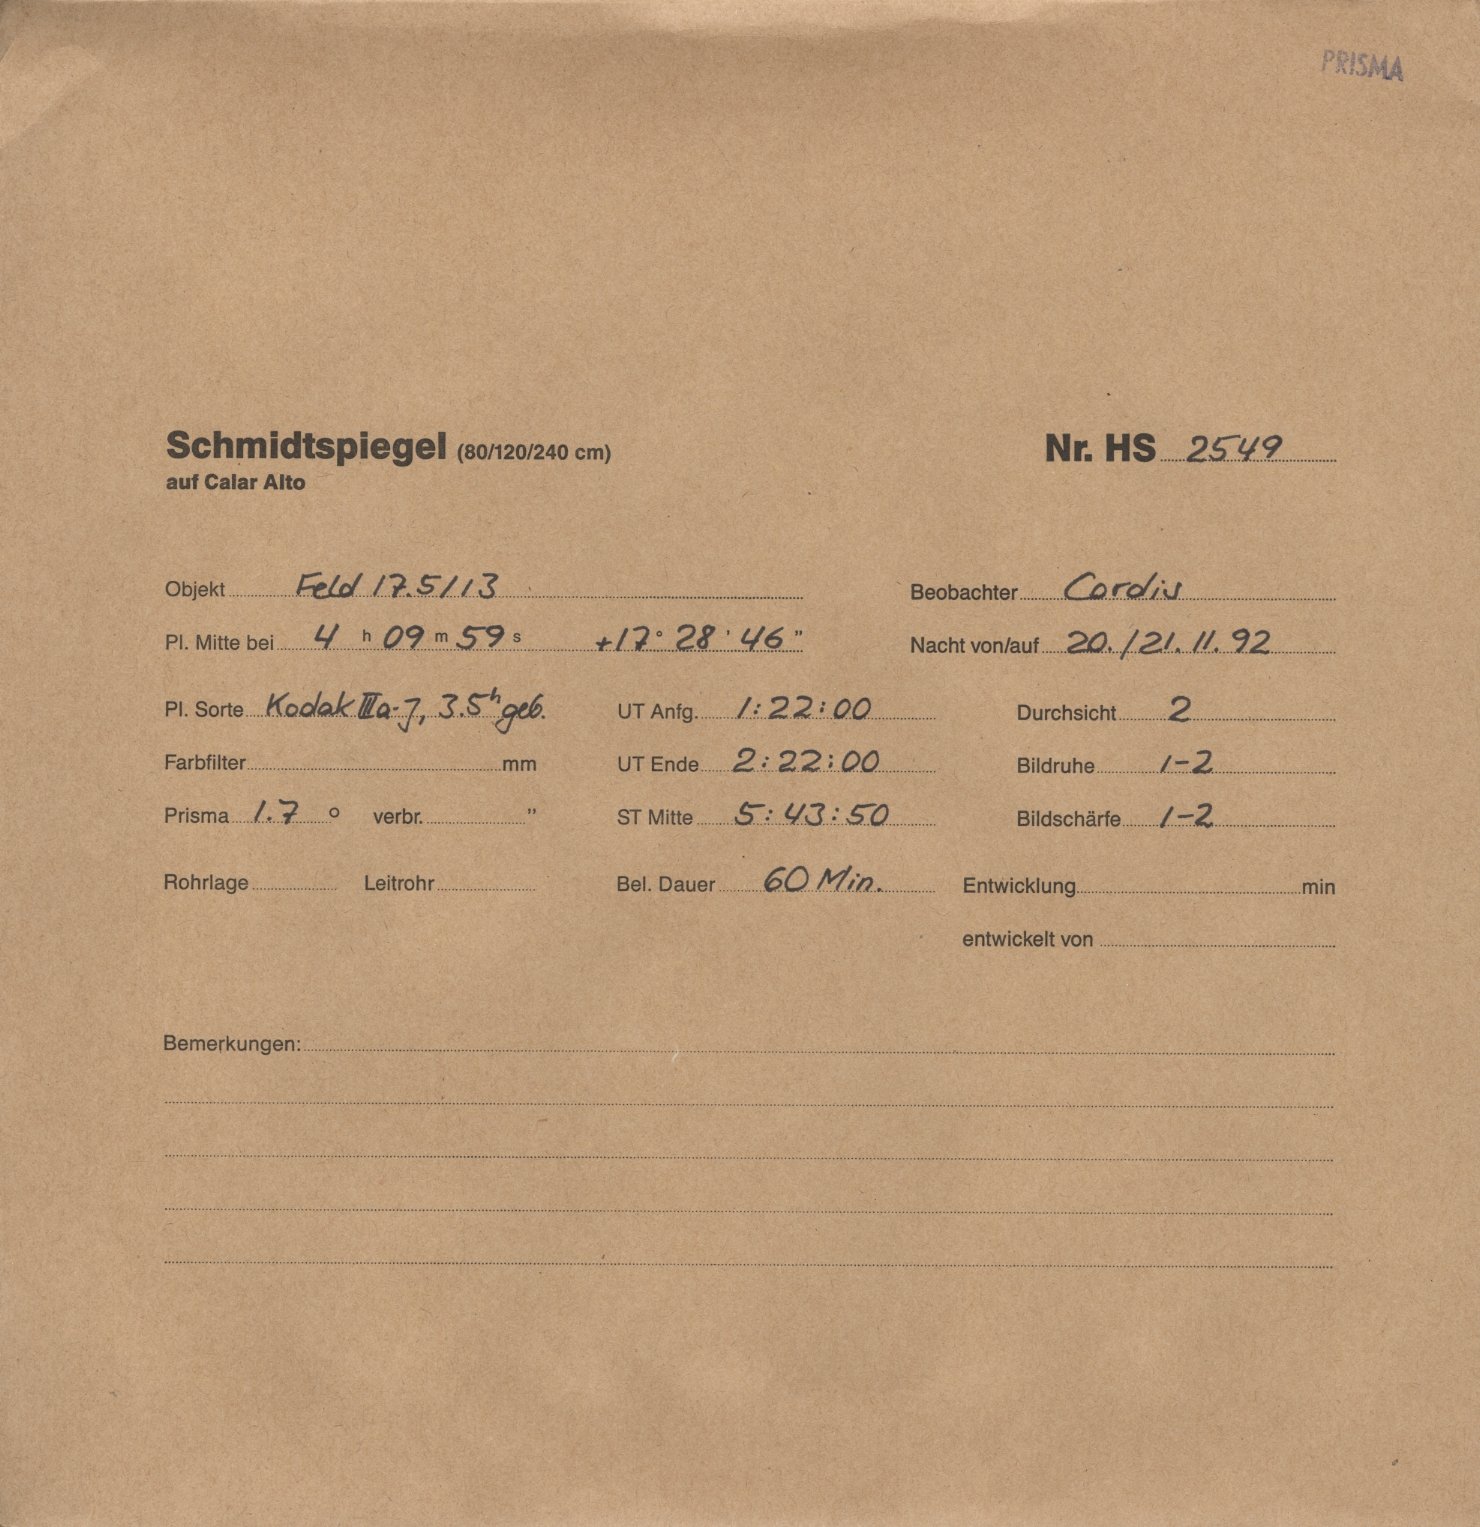 PRISMA
Schmidtspiegel (80/120/240 cm) Nr. HS 2549
auf Calar Alto
Objekt Feld 17.5/13 Beobachter Cordis
Pl. Mitte bei 4 h 09 m 59 s +17° 28' 46" Nacht von/auf 20./21.11.92
Pl. Sorte Kodak IIIa-J, 3.5h geb. UT Anfg. 1:22:00 Durchsicht 2
Farbfilter mm UT Ende 2:22:00 Bildruhe 1-2
Prisma 1.7 ° verbr. " ST Mitte 5:43:50 Bildschärfe 1-2
Rohrlage Leitrohr Bel. Dauer 60 Min. Entwicklung min
entwickelt von
Bemerkungen: